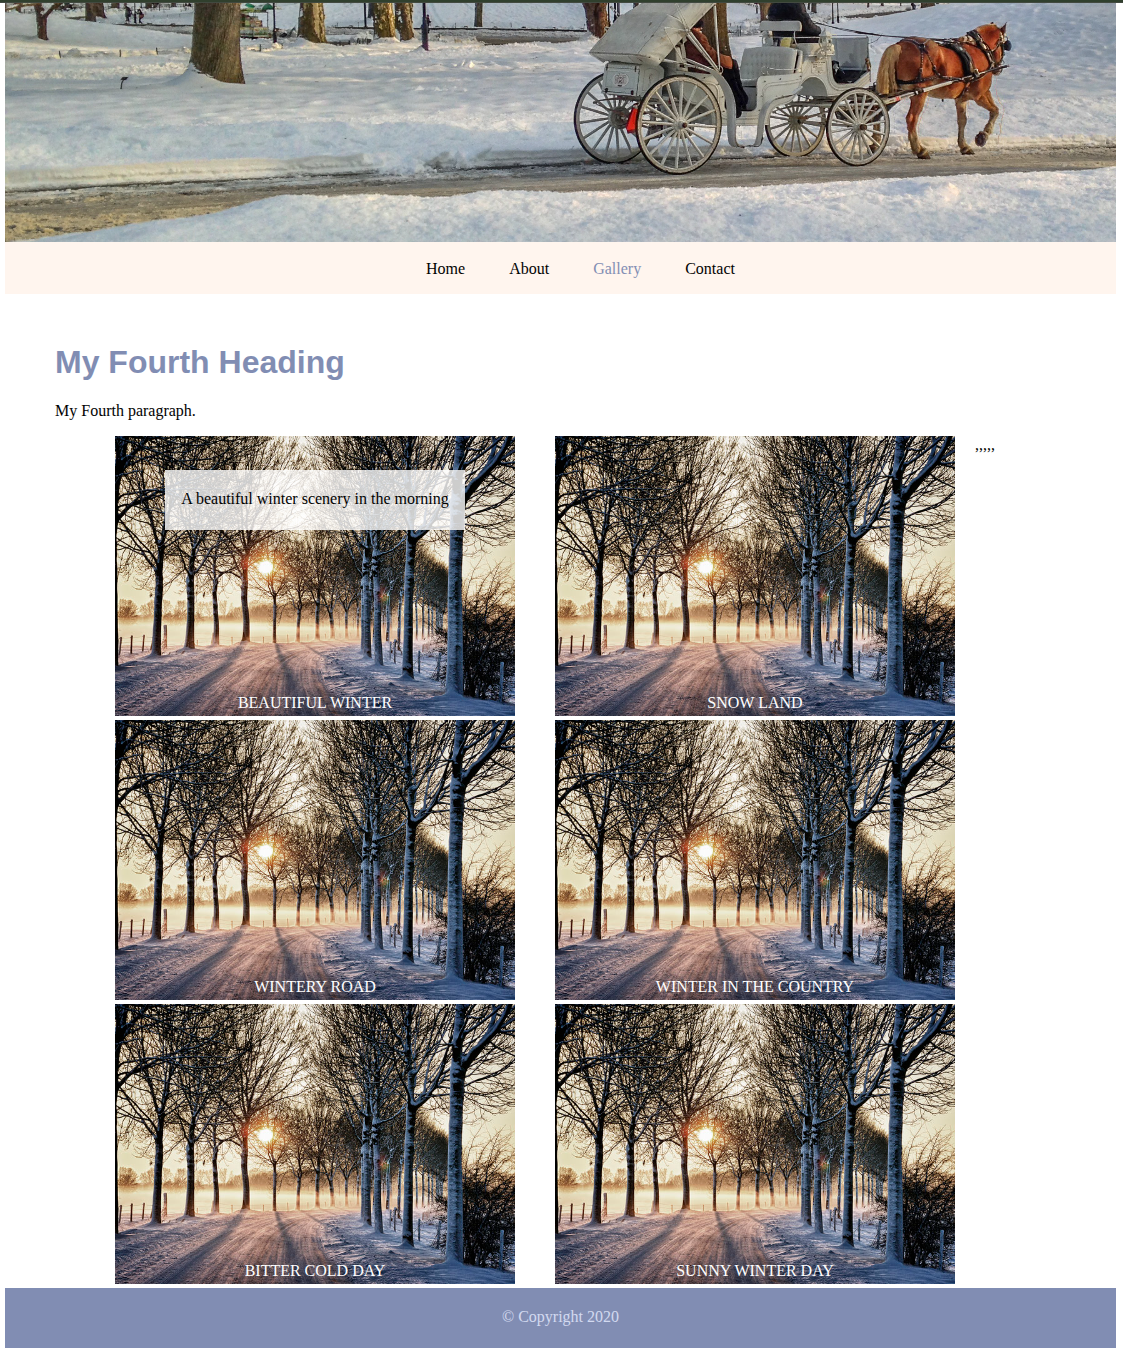 Home About Gallery Contact
My Fourth Heading
My Fourth paragraph.
,,,,,
A beautiful winter scenery in the morning
BEAUTIFUL WINTER
SNOW LAND
WINTERY ROAD
WINTER IN THE COUNTRY
BITTER COLD DAY
SUNNY WINTER DAY
© Copyright 2020